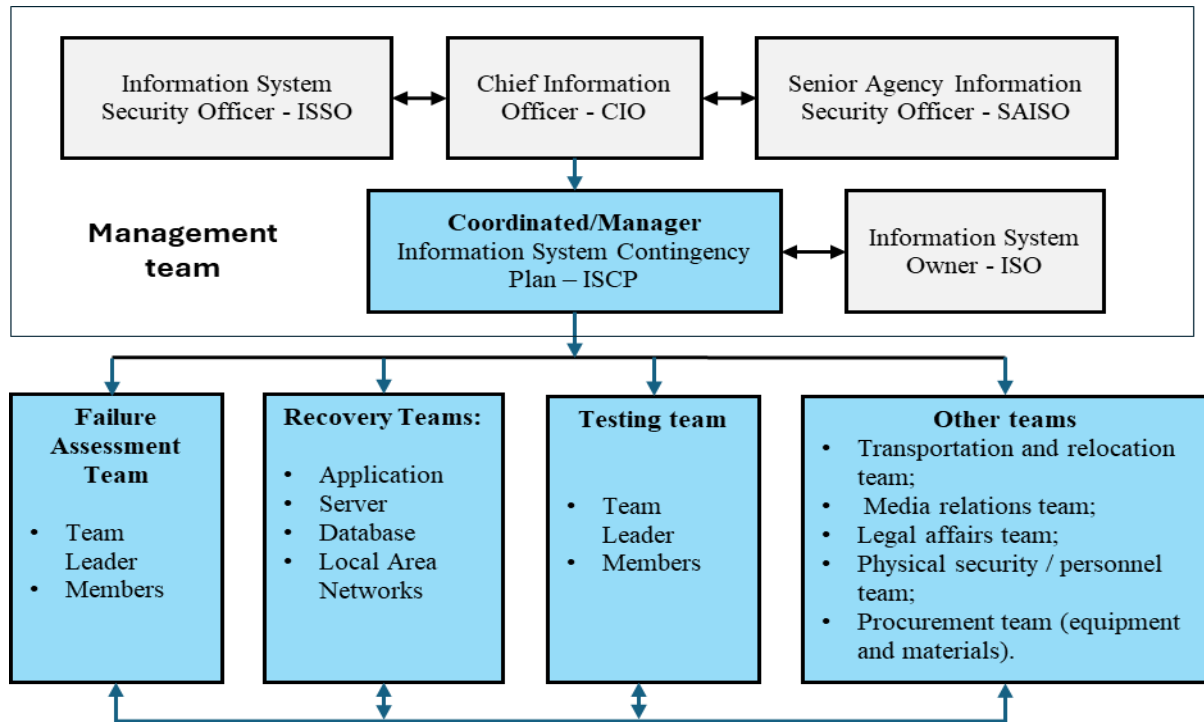 Information System
Security Officer - ISSO
Chief Information
Officer - CIO
Senior Agency Information
Security Officer - SAISO
Management
team
Coordinated/Manager
Information System Contingency
Plan – ISCP
Information System
Owner - ISO
Failure
Assessment
Team
• Team
Leader
• Members
Recovery Teams:
• Application
• Server
• Database
• Local Area
Networks
Testing team
• Team
Leader
• Members
Other teams
• Transportation and relocation
team;
• Media relations team;
• Legal affairs team;
• Physical security / personnel
team;
• Procurement team (equipment
and materials).